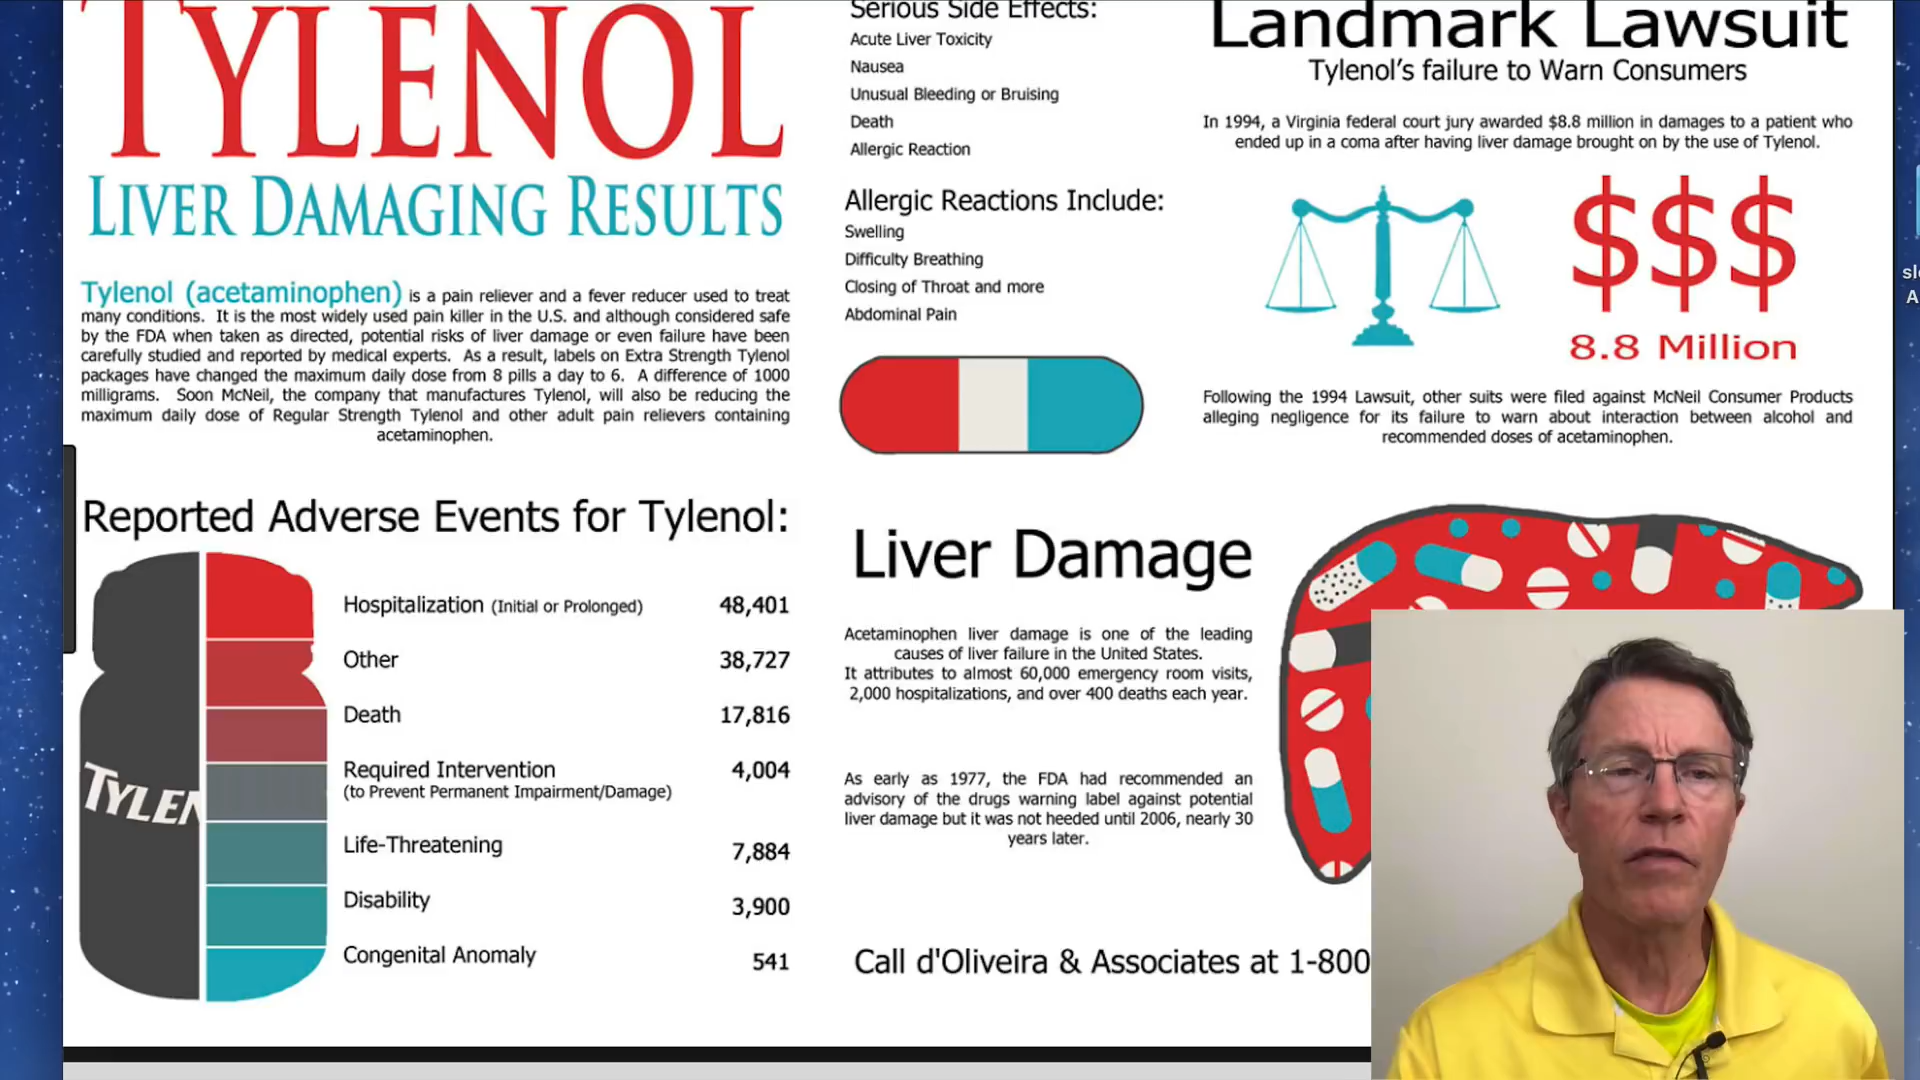 TYLENOL
LIVER DAMAGING RESULTS
Tylenol (acetaminophen) is a pain reliever and a fever reducer used to treat
many conditions. It is the most widely used pain killer in the U.S. and although considered safe
by the FDA when taken as directed, potential risks of liver damage or even failure have been
carefully studied and reported by medical experts. As a result, labels on Extra Strength Tylenol
packages have changed the maximum daily dose from 8 pills a day to 6. A difference of 1000
milligrams. Soon McNeil, the company that manufactures Tylenol, will also be reducing the
maximum daily dose of Regular Strength Tylenol and other adult pain relievers containing
acetaminophen.
Reported Adverse Events for Tylenol:
TYLEN
Hospitalization (Initial or Prolonged) 48,401
Other 38,727
Death 17,816
Required Intervention 4,004
(to Prevent Permanent Impairment/Damage)
Life-Threatening 7,884
Disability 3,900
Congenital Anomaly 541
Serious Side Effects:
Acute Liver Toxicity
Nausea
Unusual Bleeding or Bruising
Death
Allergic Reaction
Allergic Reactions Include:
Swelling
Difficulty Breathing
Closing of Throat and more
Abdominal Pain
Landmark Lawsuit
Tylenol's failure to Warn Consumers
In 1994, a Virginia federal court jury awarded $8.8 million in damages to a patient who
ended up in a coma after having liver damage brought on by the use of Tylenol.
$$$
8.8 Million
Following the 1994 Lawsuit, other suits were filed against McNeil Consumer Products
alleging negligence for its failure to warn about interaction between alcohol and
recommended doses of acetaminophen.
Liver Damage
Acetaminophen liver damage is one of the leading
causes of liver failure in the United States.
It attributes to almost 60,000 emergency room visits,
2,000 hospitalizations, and over 400 deaths each year.
As early as 1977, the FDA had recommended an
advisory of the drugs warning label against potential
liver damage but it was not heeded until 2006, nearly 30
years later.
Call d'Oliveira & Associates at 1-800